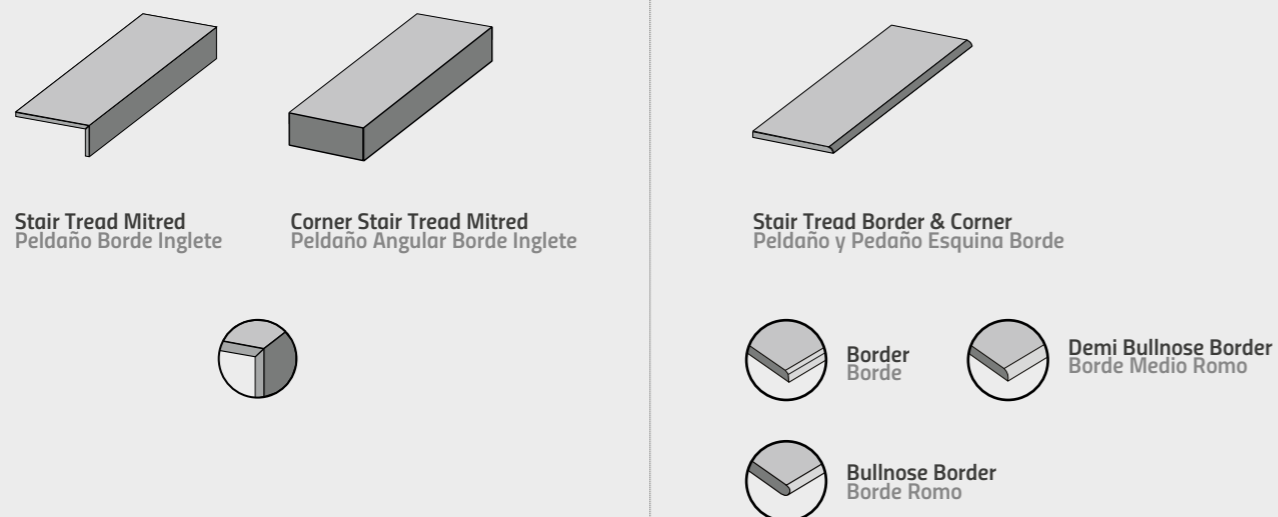 Stair Tread Mitred
Peldaño Borde Inglete
Corner Stair Tread Mitred
Peldaño Angular Borde Inglete
Stair Tread Border & Corner
Peldaño y Pedaño Esquina Borde
Border
Borde
Demi Bullnose Border
Borde Medio Romo
Bullnose Border
Borde Romo